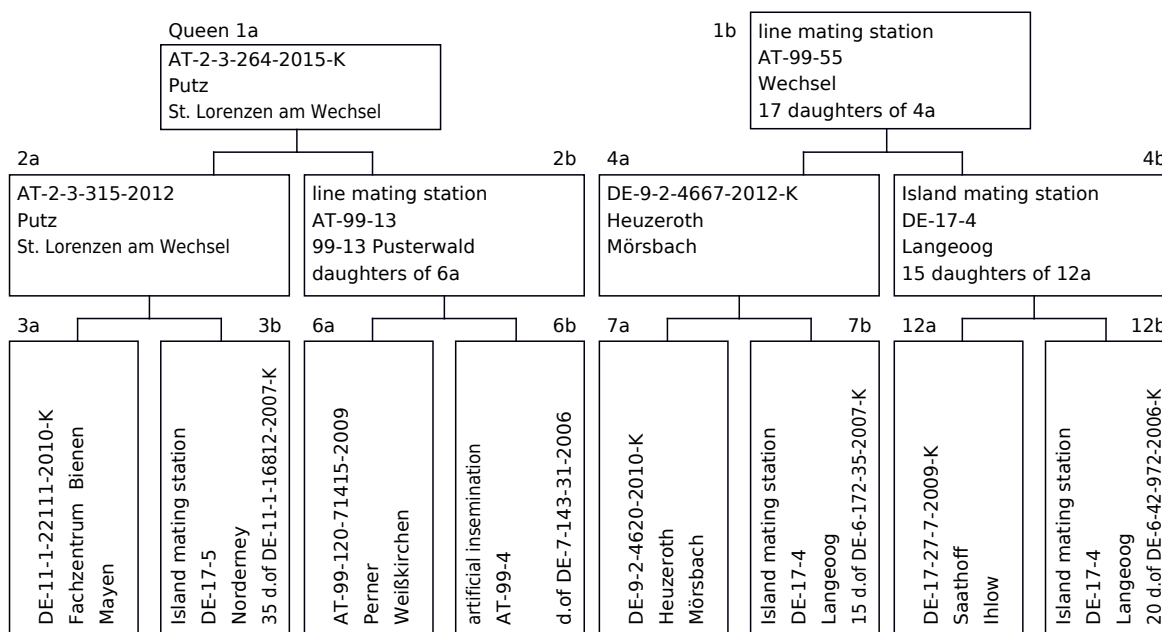 Queen 1a
AT-2-3-264-2015-K
Putz
St. Lorenzen am Wechsel
1b
line mating station
AT-99-55
Wechsel
17 daughters of 4a
2a
AT-2-3-315-2012
Putz
St. Lorenzen am Wechsel
2b
line mating station
AT-99-13
99-13 Pusterwald
daughters of 6a
4a
DE-9-2-4667-2012-K
Heuzeroth
Mörsbach
4b
Island mating station
DE-17-4
Langeoog
15 daughters of 12a
3a
DE-11-1-22111-2010-K
Fachzentrum Bienen
Mayen
3b
Island mating station
DE-17-5
Norderney
35 d.of DE-11-1-16812-2007-K
6a
AT-99-120-71415-2009
Perner
Weißkirchen
6b
artificial insemination
AT-99-4
d.of DE-7-143-31-2006
7a
DE-9-2-4620-2010-K
Heuzeroth
Mörsbach
7b
Island mating station
DE-17-4
Langeoog
15 d.of DE-6-172-35-2007-K
12a
DE-17-27-7-2009-K
Saathoff
Ihlow
12b
Island mating station
DE-17-4
Langeoog
20 d.of DE-6-42-972-2006-K